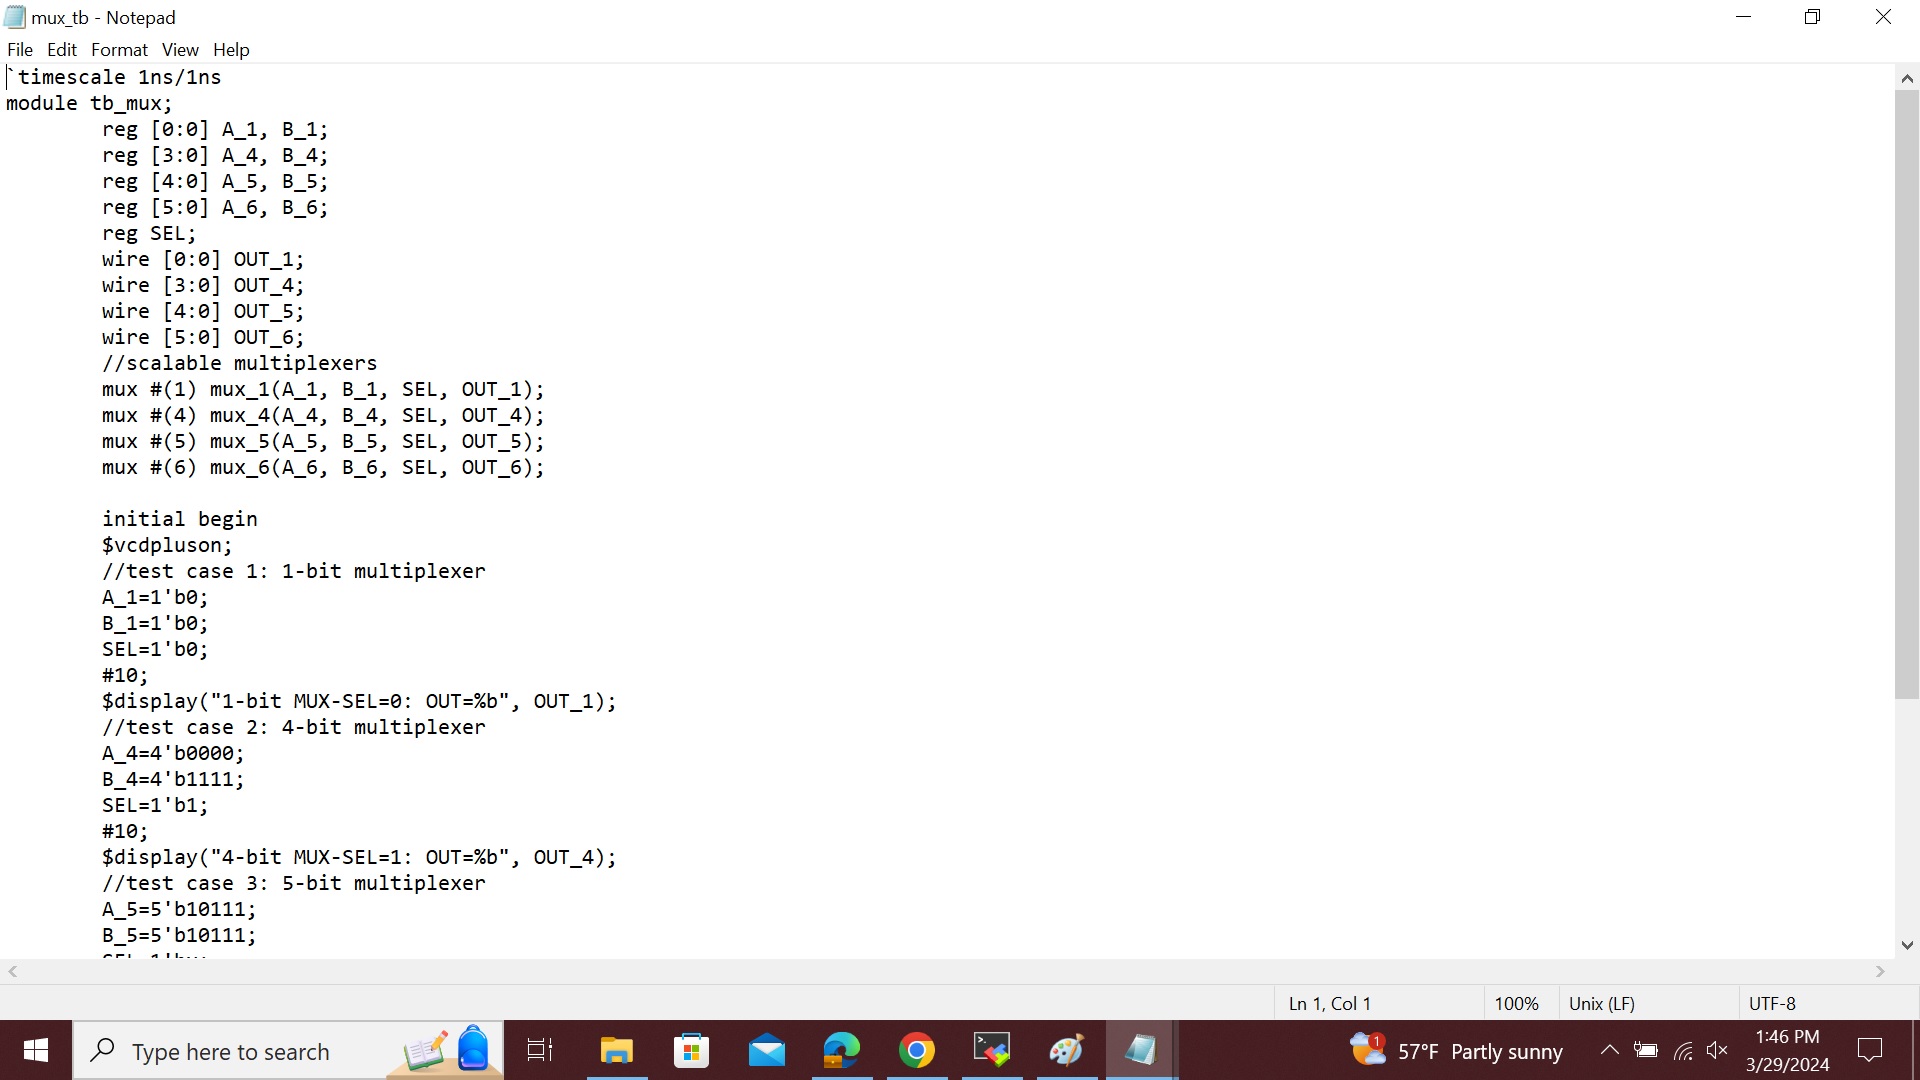 mux_tb - Notepad
File Edit Format View Help
`timescale 1ns/1ns
module tb_mux;
reg [0:0] A_1, B_1;
reg [3:0] A_4, B_4;
reg [4:0] A_5, B_5;
reg [5:0] A_6, B_6;
reg SEL;
wire [0:0] OUT_1;
wire [3:0] OUT_4;
wire [4:0] OUT_5;
wire [5:0] OUT_6;
//scalable multiplexers
mux #(1) mux_1(A_1, B_1, SEL, OUT_1);
mux #(4) mux_4(A_4, B_4, SEL, OUT_4);
mux #(5) mux_5(A_5, B_5, SEL, OUT_5);
mux #(6) mux_6(A_6, B_6, SEL, OUT_6);
initial begin
$vcdpluson;
//test case 1: 1-bit multiplexer
A_1=1'b0;
B_1=1'b0;
SEL=1'b0;
#10;
$display("1-bit MUX-SEL=0: OUT=%b", OUT_1);
//test case 2: 4-bit multiplexer
A_4=4'b0000;
B_4=4'b1111;
SEL=1'b1;
#10;
$display("4-bit MUX-SEL=1: OUT=%b", OUT_4);
//test case 3: 5-bit multiplexer
A_5=5'b10111;
B_5=5'b10111;
Ln 1, Col 1 100% Unix (LF) UTF-8
Type here to search 1 57°F Partly sunny 1:46 PM
3/29/2024